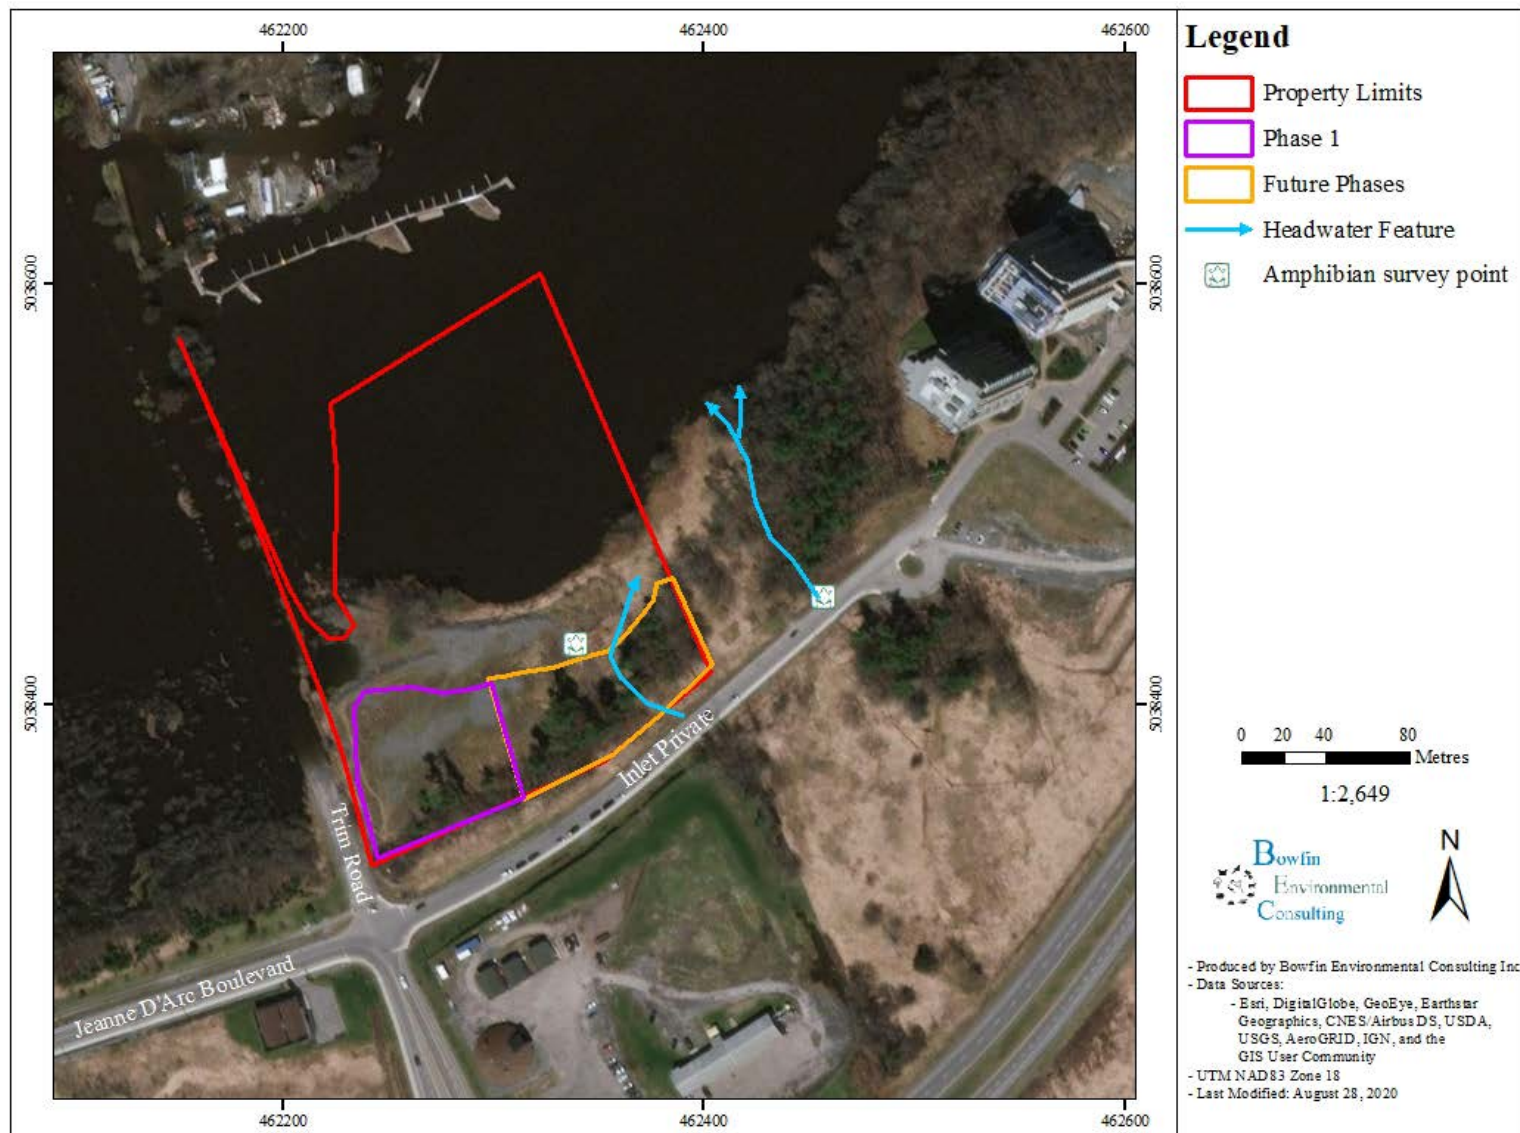 462200
462400
462600
5038600
5038600
5038400
5038400
Trim Road
Inlet Private
Jeanne D'Arc Boulevard
462200
462400
462600
Legend
Property Limits
Phase 1
Future Phases
Headwater Feature
Amphibian survey point
0 20 40 80
Metres
1:2,649
Bowfin
Environmental
Consulting
N
- Produced by Bowfin Environmental Consulting Inc
- Data Sources:
- Esri, DigitalGlobe, GeoEye, Earthstar
Geographics, CNES/Airbus DS, USDA,
USGS, AeroGRID, IGN, and the
GIS User Community
- UTM NAD83 Zone 18
- Last Modified: August 28, 2020